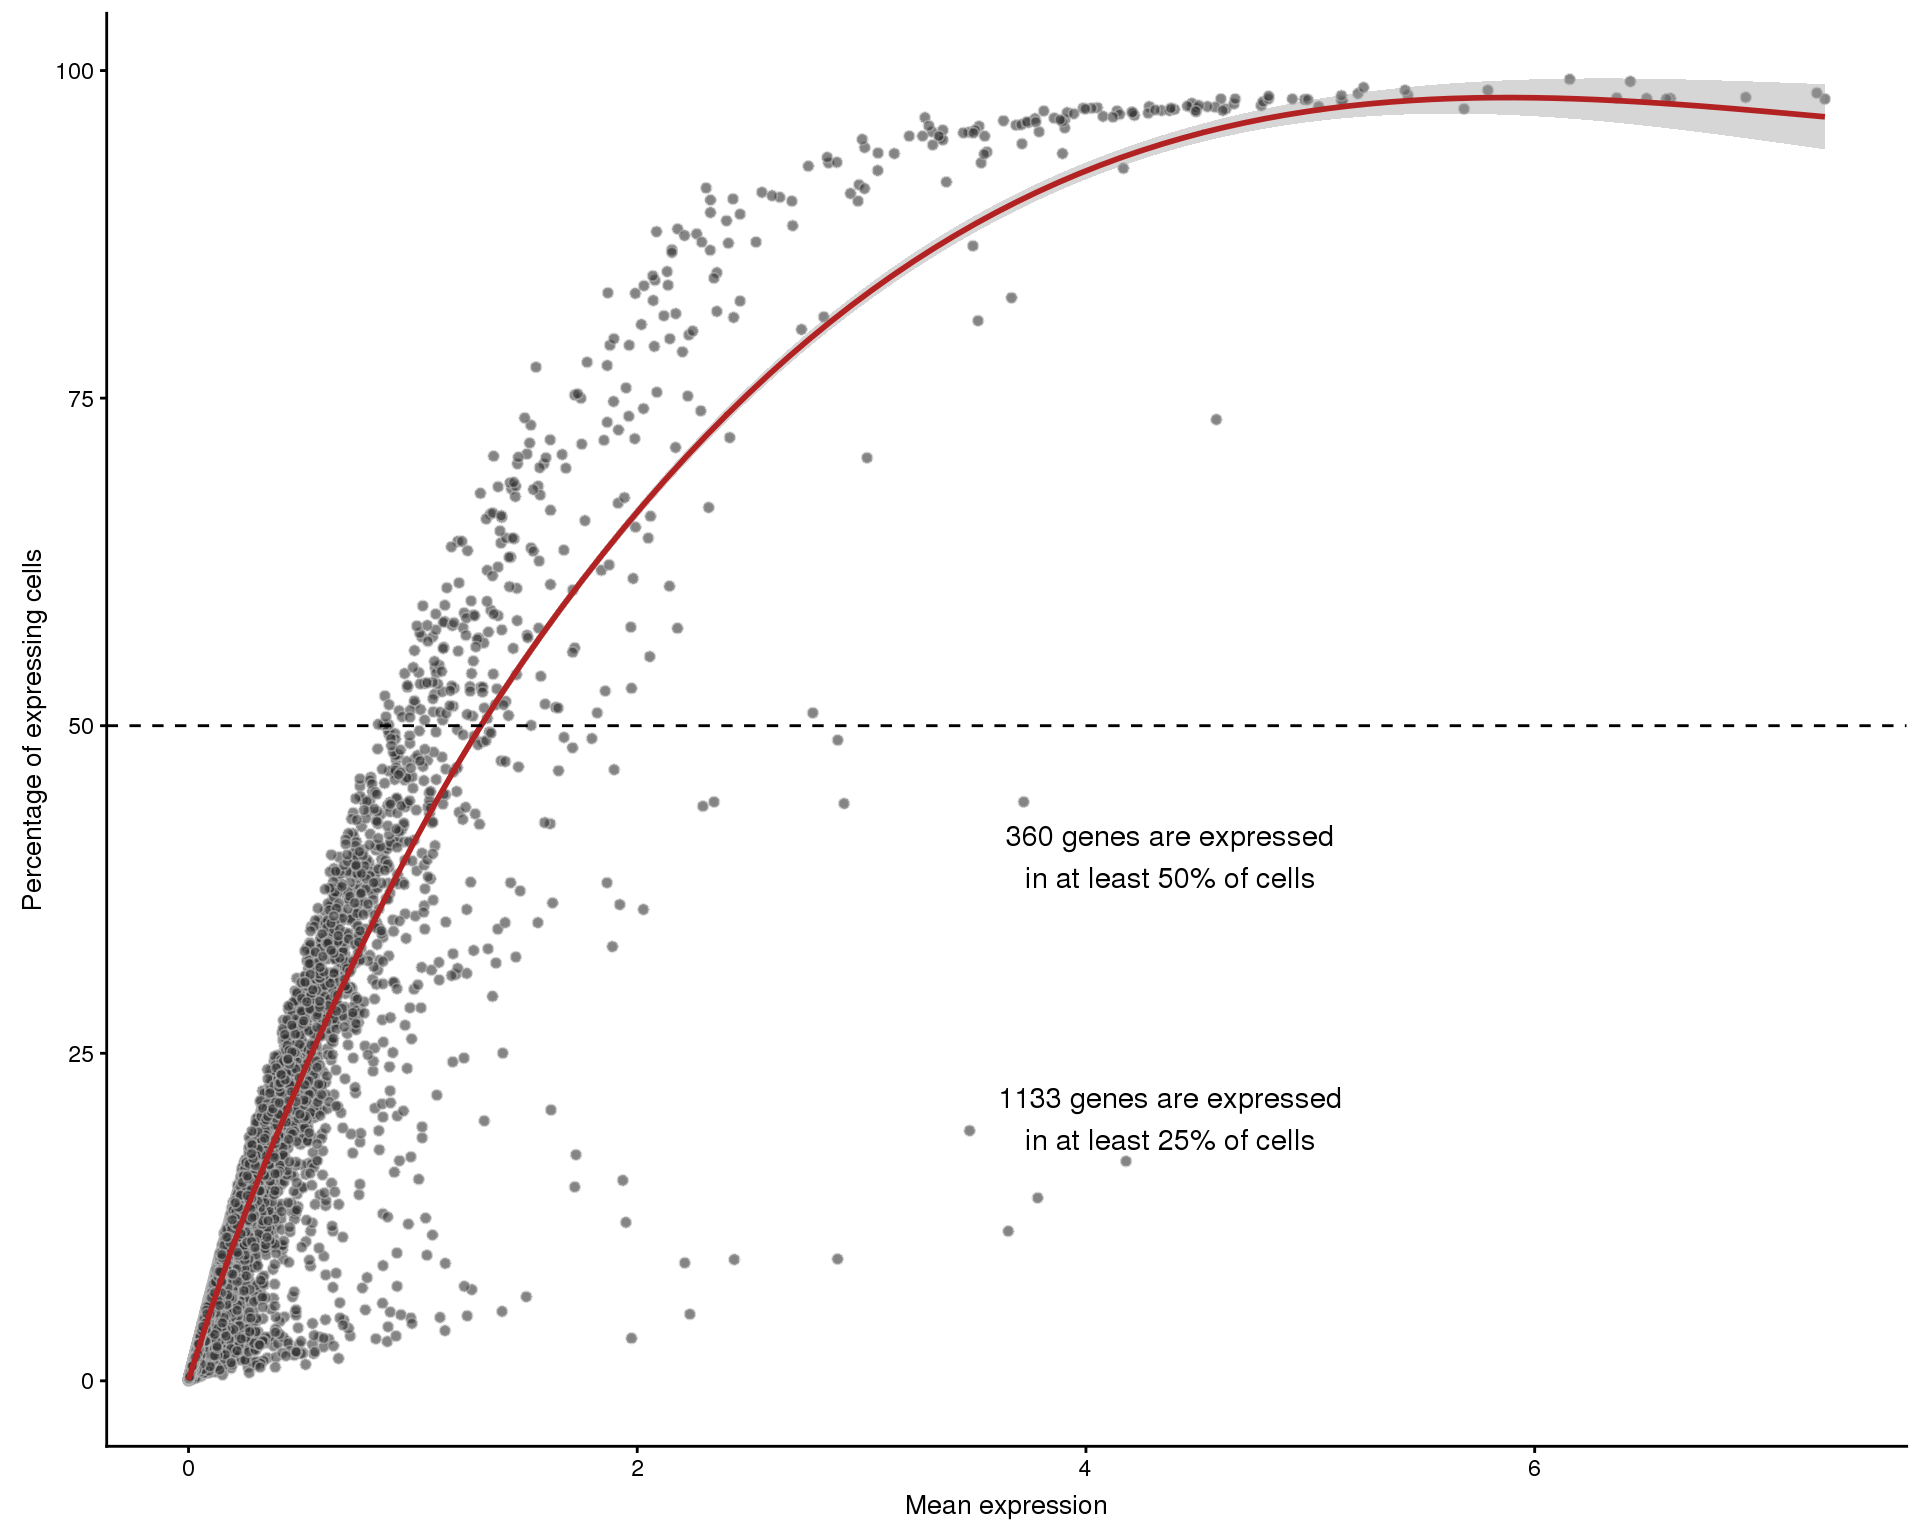 100
75
50
25
0
Percentage of expressing cells
360 genes are expressed
in at least 50% of cells
1133 genes are expressed
in at least 25% of cells
0
2
4
6
Mean expression